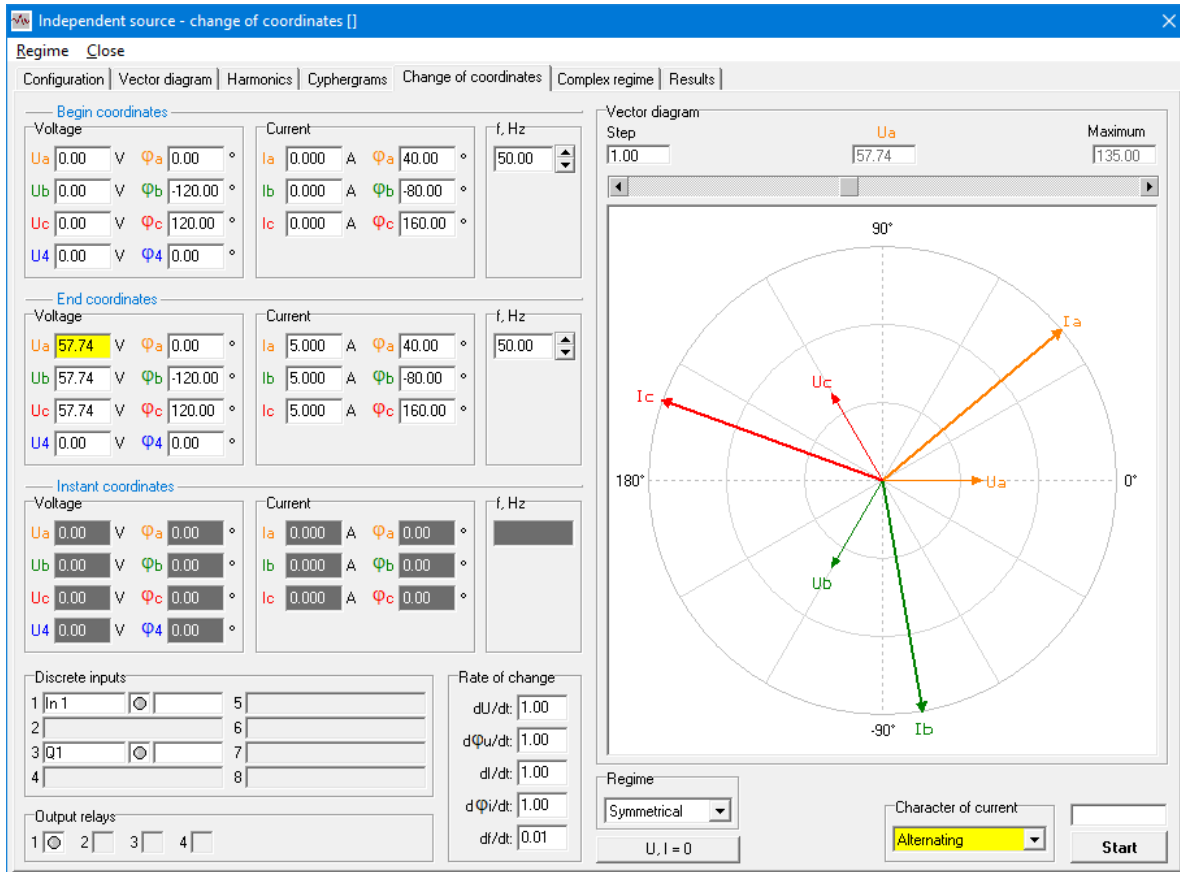 Independent source - change of coordinates []
Regime Close
Configuration Vector diagram Harmonics Cyphergrams Change of coordinates Complex regime Results
Begin coordinates
Voltage Current f, Hz
Ua 0.00 V φa 0.00 ° Ia 0.000 A φa 40.00 ° 50.00
Ub 0.00 V φb -120.00 ° Ib 0.000 A φb -80.00 °
Uc 0.00 V φc 120.00 ° Ic 0.000 A φc 160.00 °
U4 0.00 V φ4 0.00 °
End coordinates
Voltage Current f, Hz
Ua 57.74 V φa 0.00 ° Ia 5.000 A φa 40.00 ° 50.00
Ub 57.74 V φb -120.00 ° Ib 5.000 A φb -80.00 °
Uc 57.74 V φc 120.00 ° Ic 5.000 A φc 160.00 °
U4 0.00 V φ4 0.00 °
Instant coordinates
Voltage Current f, Hz
Ua 0.00 V φa 0.00 ° Ia 0.000 A φa 0.00 °
Ub 0.00 V φb 0.00 ° Ib 0.000 A φb 0.00 °
Uc 0.00 V φc 0.00 ° Ic 0.000 A φc 0.00 °
U4 0.00 V φ4 0.00 °
Discrete inputs
1 In 1 5
2 6
3 Q1 7
4 8
Output relays
1 2 3 4
Rate of change
dU/dt: 1.00
dφu/dt: 1.00
dI/dt: 1.00
dφi/dt: 1.00
df/dt: 0.01
Vector diagram
Step Ua Maximum
1.00 57.74 135.00
90°
Ia
Uc
Ic
180° Ua 0°
Ub
-90° Ib
Regime
Symmetrical
U, I = 0
Character of current
Alternating
Start